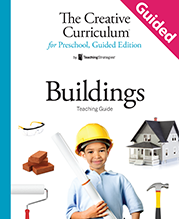 The Creative Curriculum®
for Preschool, Guided Edition
by TeachingStrategies®
Guided
Buildings
Teaching Guide